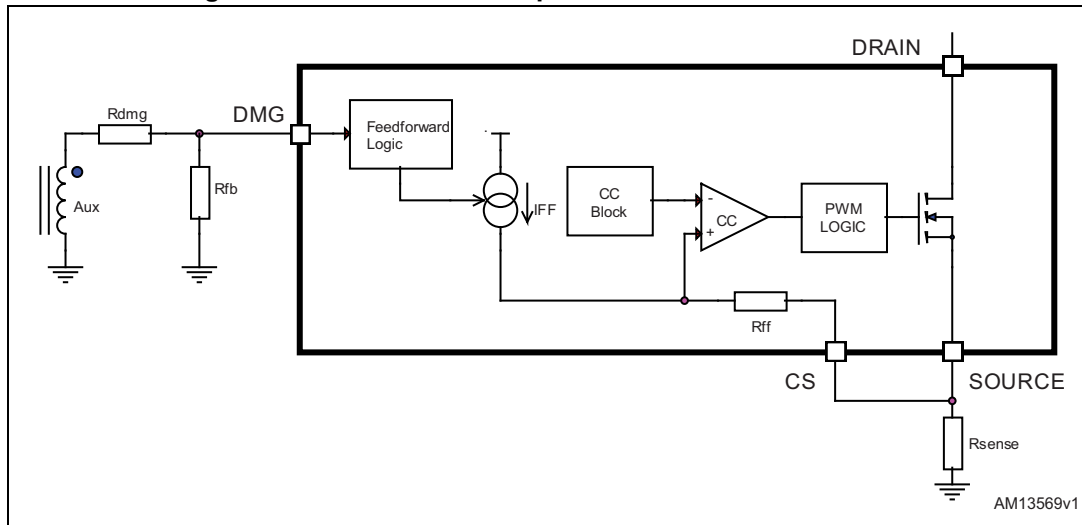 DRAIN
DMG
Rdmg
Feedforward
Logic
Rfb
Aux
IFF
CC
Block
-
CC
+
PWM
LOGIC
Rff
CS
SOURCE
Rsense
AM13569v1